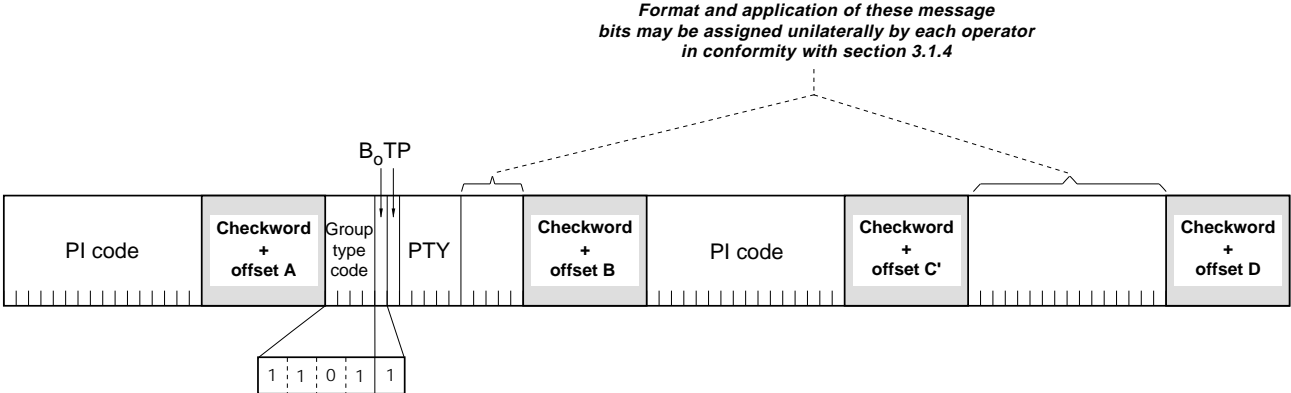 Format and application of these message
bits may be assigned unilaterally by each operator
in conformity with section 3.1.4
BoTP
PI code
Checkword
+
offset A
Group
type
code
PTY
Checkword
+
offset B
PI code
Checkword
+
offset C'
Checkword
+
offset D
1 1 0 1 1